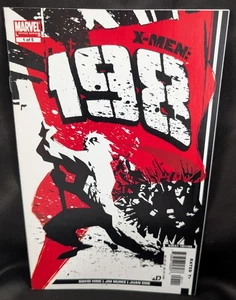 MARVEL
1 of 5
X-MEN:
198
DAVID HINE | JIM MUNIZ | JUAN DOE